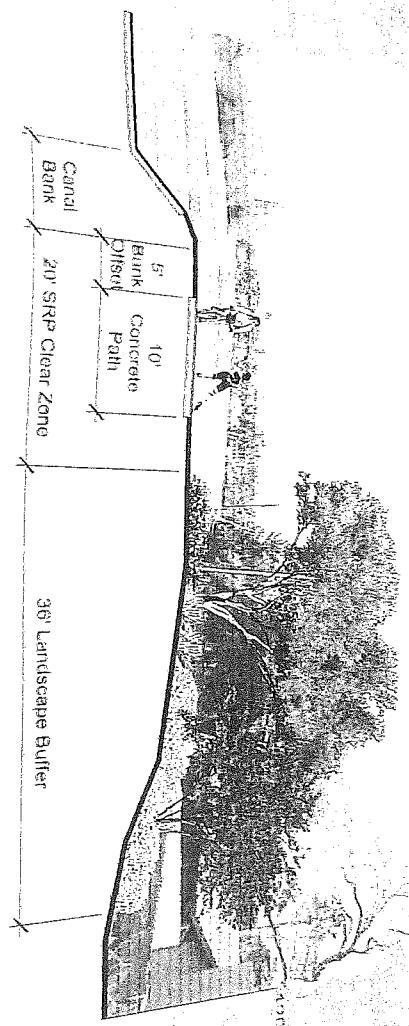 Canal
Bank
5'
Bank
Offset
10'
Concrete
Path
20' SRP Clear Zone
36' Landscape Buffer